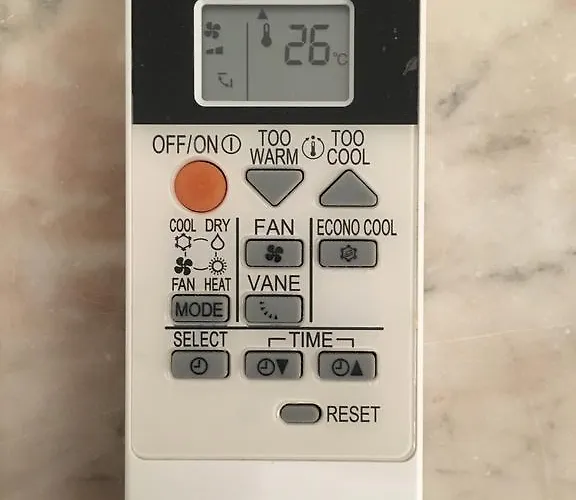 26°C
OFF/ON
TOO WARM
TOO COOL
COOL DRY
FAN HEAT
MODE
FAN
ECONO COOL
VANE
SELECT
TIME
RESET